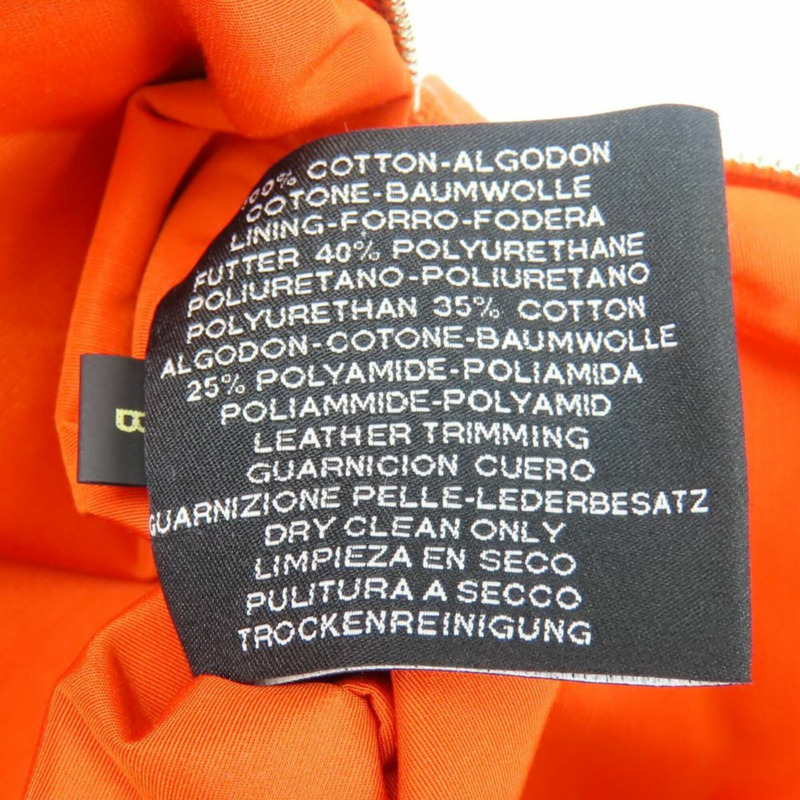 100% COTTON-ALGODON
COTONE-BAUMWOLLE
LINING-FORRO-FODERA
FUTTER 40% POLYURETHANE
POLIURETANO-POLIURETANO
POLYURETHAN 35% COTTON
ALGODON-COTONE-BAUMWOLLE
25% POLYAMIDE-POLIAMIDA
POLIAMMIDE-POLYAMID
LEATHER TRIMMING
GUARNICION CUERO
GUARNIZIONE PELLE-LEDERBESATZ
DRY CLEAN ONLY
LIMPIEZA EN SECO
PULITURA A SECCO
TROCKENREINIGUNG